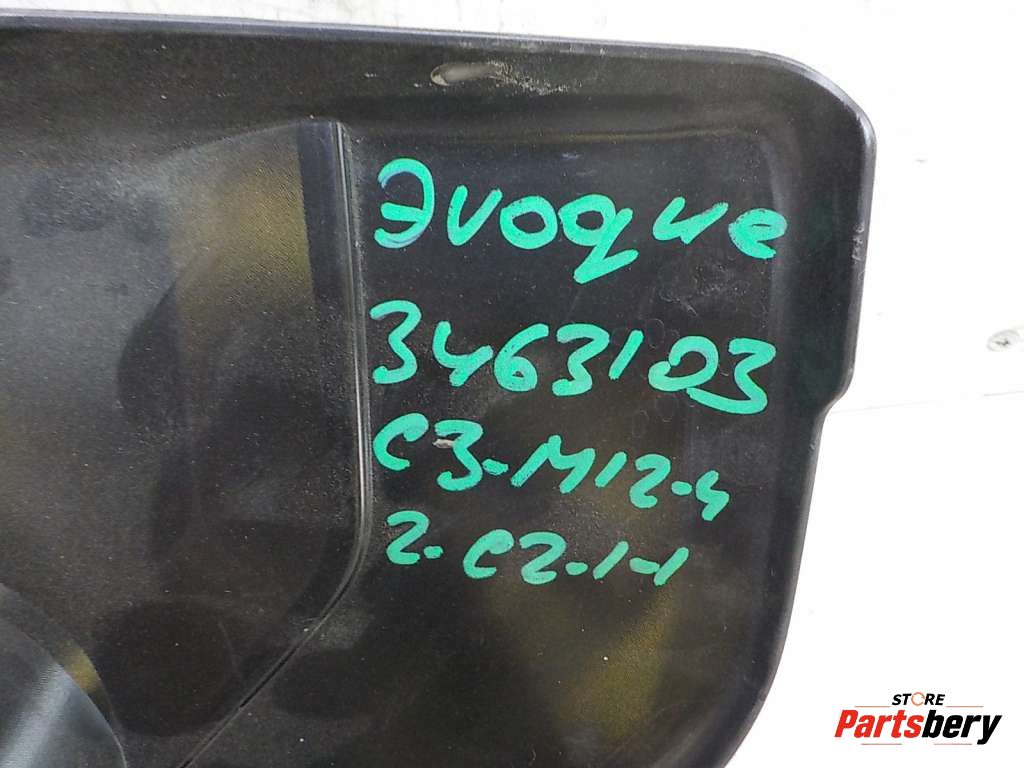 Эvoque
3463103
C3-M12-4
2-C2-1-1
STORE
Partsbery